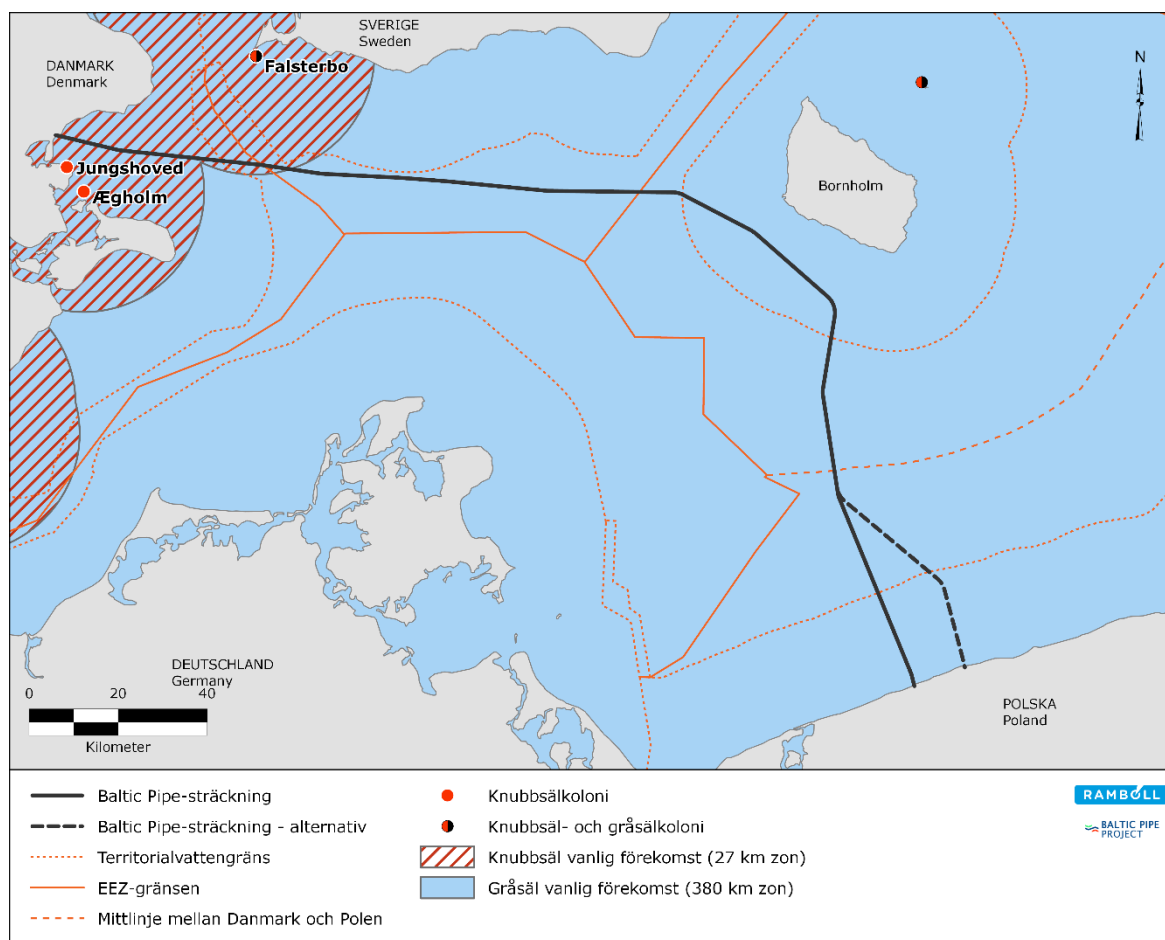 SVERIGE
Sweden
DANMARK
Denmark
Falsterbo
N
Jungshoved
Ægholm
Bornholm
DEUTSCHLAND
Germany
0 20 40
Kilometer
POLSKA
Poland
Baltic Pipe-sträckning
Baltic Pipe-sträckning - alternativ
Territorialvattengräns
EEZ-gränsen
Mittlinje mellan Danmark och Polen
Knubbsälkoloni
Knubbsäl- och gråsälkoloni
Knubbsäl vanlig förekomst (27 km zon)
Gråsäl vanlig förekomst (380 km zon)
RAMBOLL
BALTIC PIPE
PROJECT